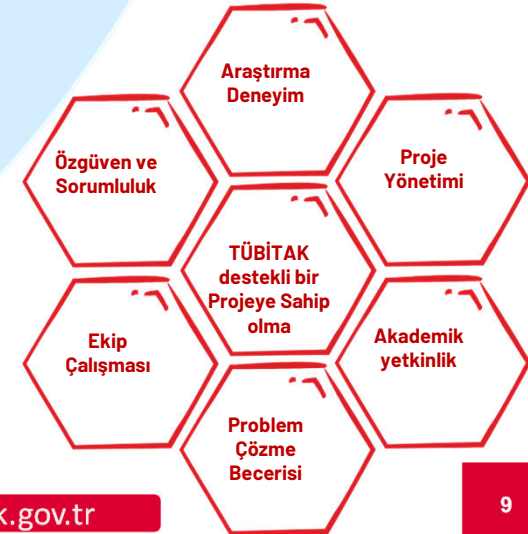 Araştırma
Deneyim
Özgüven ve
Sorumluluk
Proje
Yönetimi
TÜBİTAK
destekli bir
Projeye Sahip
olma
Ekip
Çalışması
Akademik
yetkinlik
Problem
Çözme
Becerisi
k.gov.tr
9